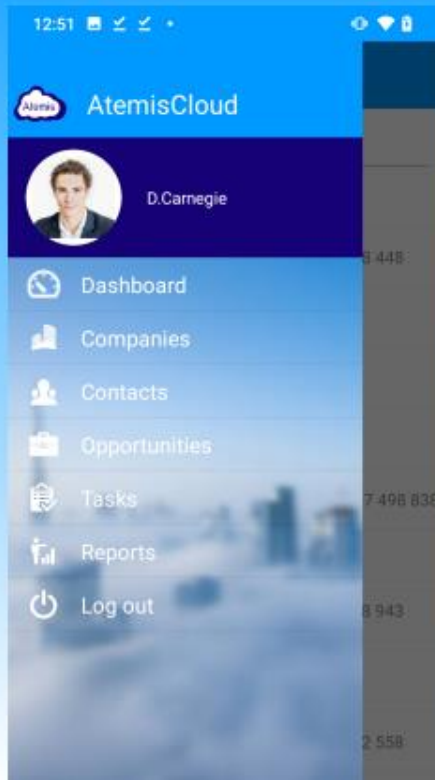 12:51
Atemis
AtemisCloud
D.Carnegie
Dashboard
8 448
Companies
Contacts
Opportunities
Tasks
7 498 838
Reports
Log out
8 943
2 558